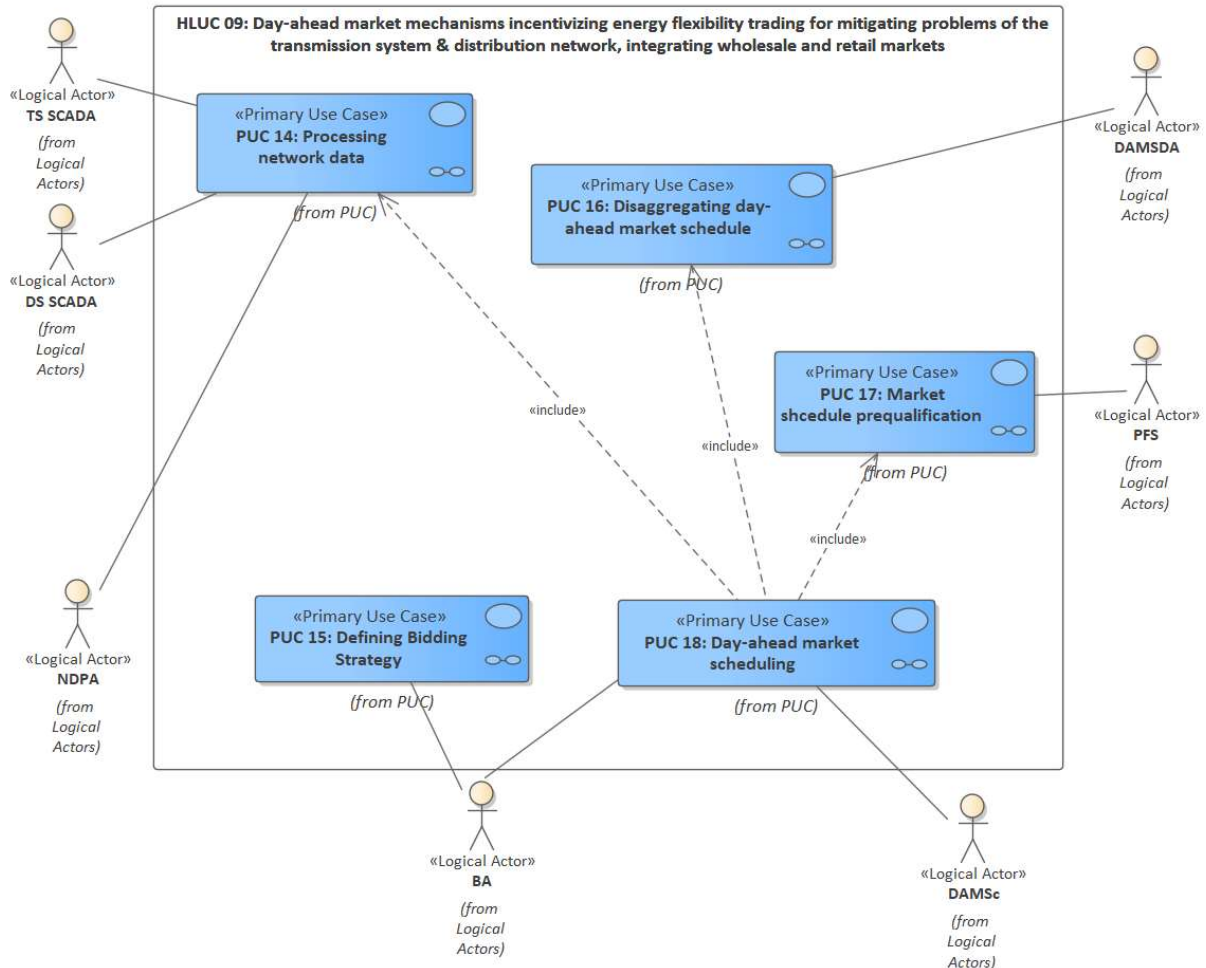 HLUC 09: Day-ahead market mechanisms incentivizing energy flexibility trading for mitigating problems of the
transmission system & distribution network, integrating wholesale and retail markets
«Logical Actor»
TS SCADA
(from
Logical
Actors)
«Primary Use Case»
PUC 14: Processing
network data
(from PUC)
«Logical Actor»
DAMSDA
(from
Logical
Actors)
«Primary Use Case»
PUC 16: Disaggregating day-
ahead market schedule
(from PUC)
«Logical Actor»
DS SCADA
(from
Logical
Actors)
«Primary Use Case»
PUC 17: Market
shcedule prequalification
(from PUC)
«Logical Actor»
PFS
(from
Logical
Actors)
«include»
«include»
«include»
«Logical Actor»
NDPA
(from
Logical
Actors)
«Primary Use Case»
PUC 15: Defining Bidding
Strategy
(from PUC)
«Primary Use Case»
PUC 18: Day-ahead market
scheduling
(from PUC)
«Logical Actor»
BA
(from
Logical
Actors)
«Logical Actor»
DAMSc
(from
Logical
Actors)